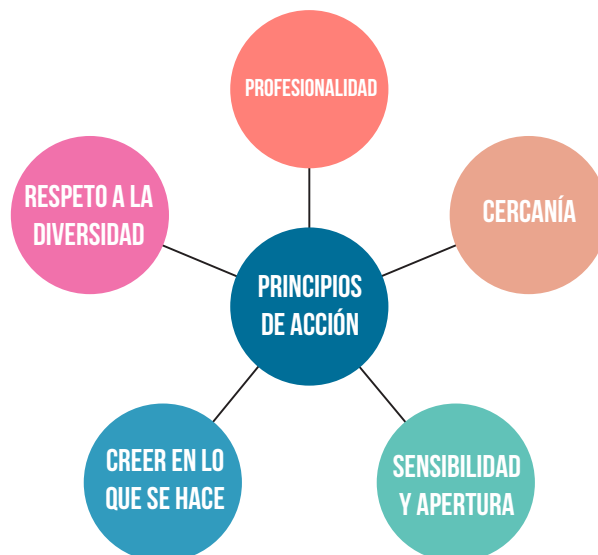 PROFESIONALIDAD
RESPETO A LA
DIVERSIDAD
CERCANÍA
PRINCIPIOS
DE ACCIÓN
CREER EN LO
QUE SE HACE
SENSIBILIDAD
Y APERTURA